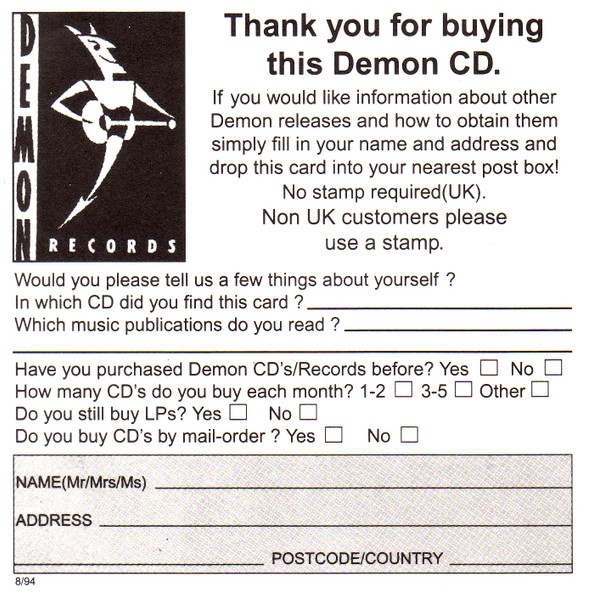 DEMON
RECORDS
Thank you for buying
this Demon CD.
If you would like information about other
Demon releases and how to obtain them
simply fill in your name and address and
drop this card into your nearest post box!
No stamp required(UK).
Non UK customers please
use a stamp.
Would you please tell us a few things about yourself ?
In which CD did you find this card ?
Which music publications do you read ?
Have you purchased Demon CD's/Records before? Yes No
How many CD's do you buy each month? 1-2 3-5 Other
Do you still buy LPs? Yes No
Do you buy CD's by mail-order ? Yes No
NAME(Mr/Mrs/Ms)
ADDRESS
POSTCODE/COUNTRY
8/94